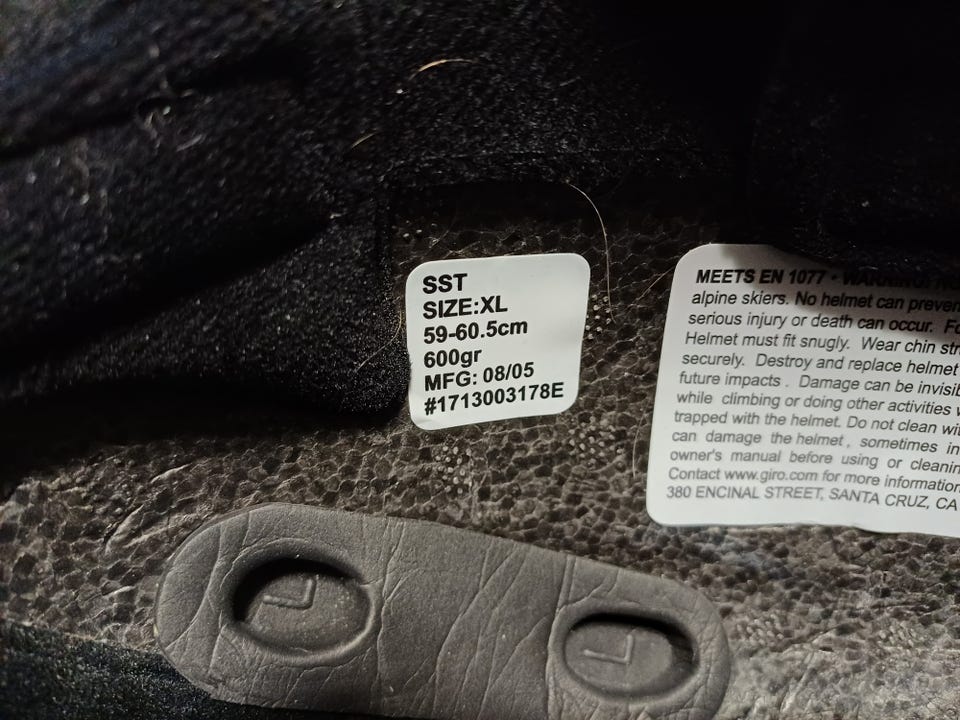 SST
SIZE:XL
59-60.5cm
600gr
MFG: 08/05
#1713003178E
MEETS EN 1077 • WARNING!
alpine skiers. No helmet can
serious injury or death can occur.
Helmet must fit snugly. Wear chin
securely. Destroy and replace helmet
future impacts . Damage can be
while climbing or doing other activities
trapped with the helmet. Do not clean
can damage the helmet, sometimes
owner's manual before using or
Contact www.giro.com for more
380 ENCINAL STREET, SANTA CRUZ, CA
L
L